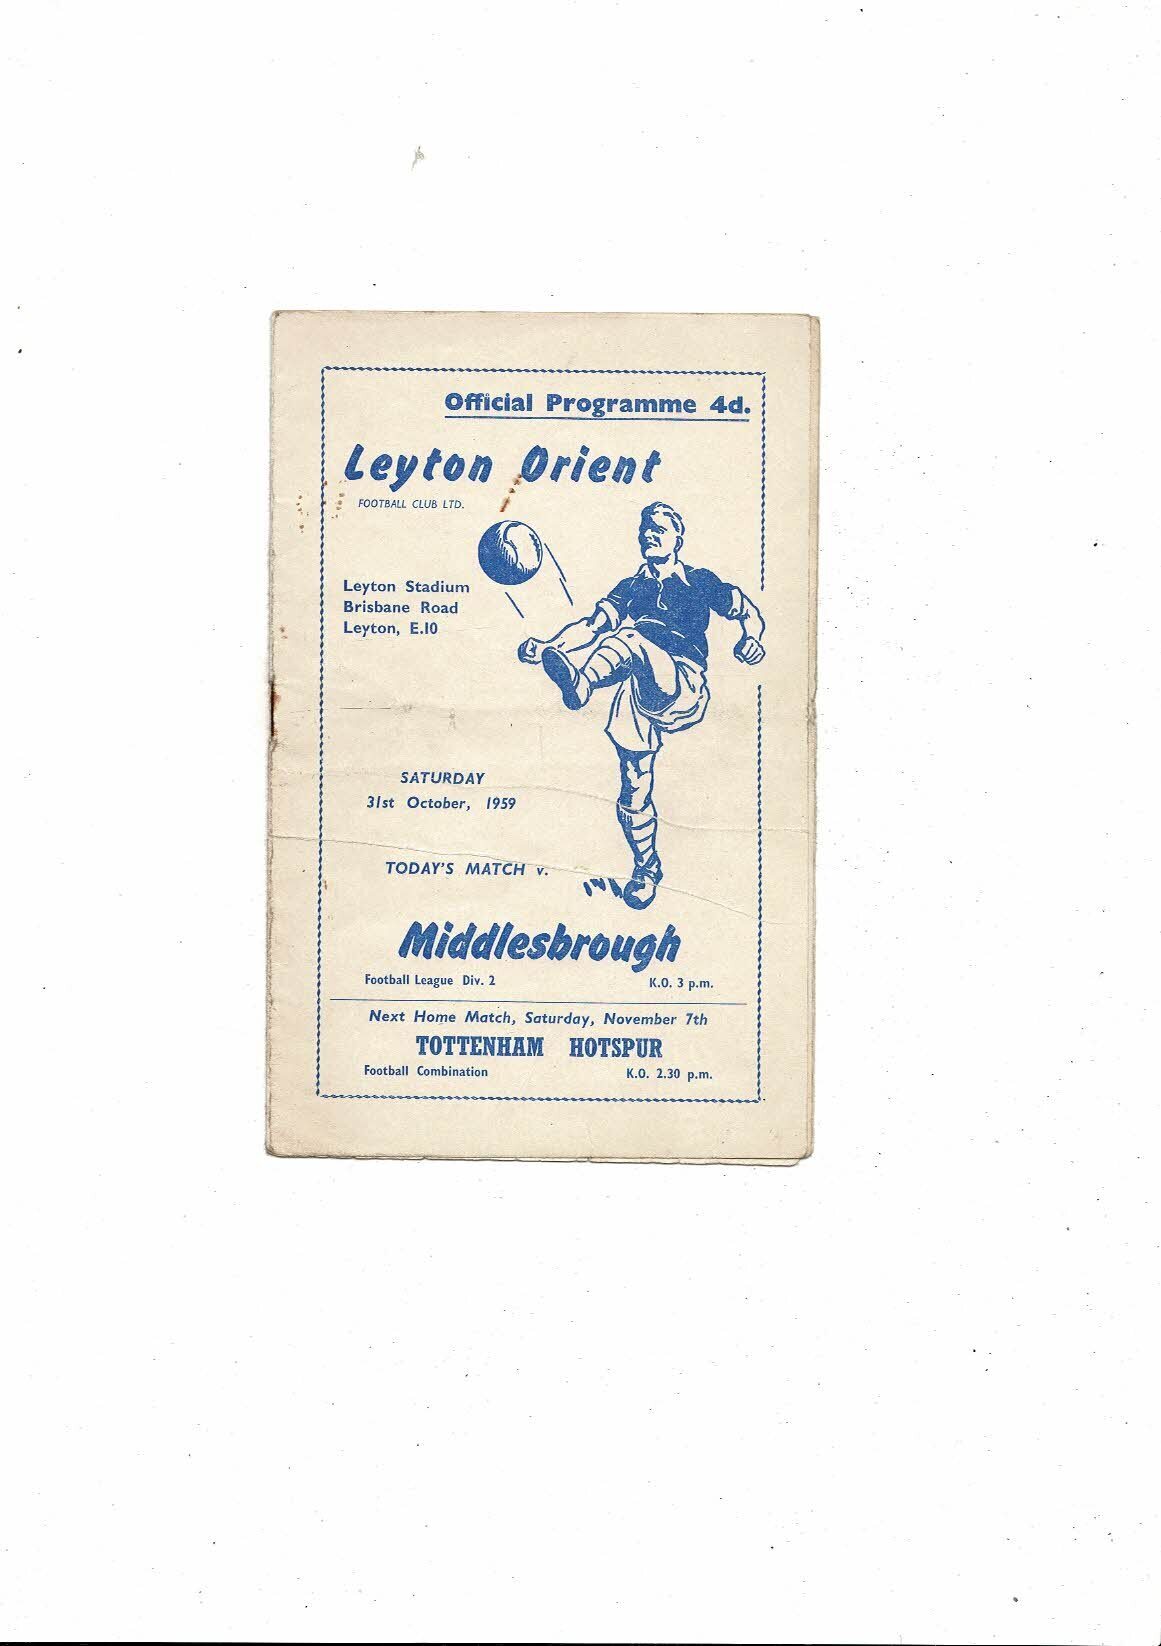 Official Programme 4d.
Leyton Orient
FOOTBALL CLUB LTD.
Leyton Stadium
Brisbane Road
Leyton, E.10
SATURDAY
31st October, 1959
TODAY'S MATCH v.
Middlesbrough
Football League Div. 2 K.O. 3 p.m.
Next Home Match, Saturday, November 7th
TOTTENHAM HOTSPUR
Football Combination K.O. 2.30 p.m.